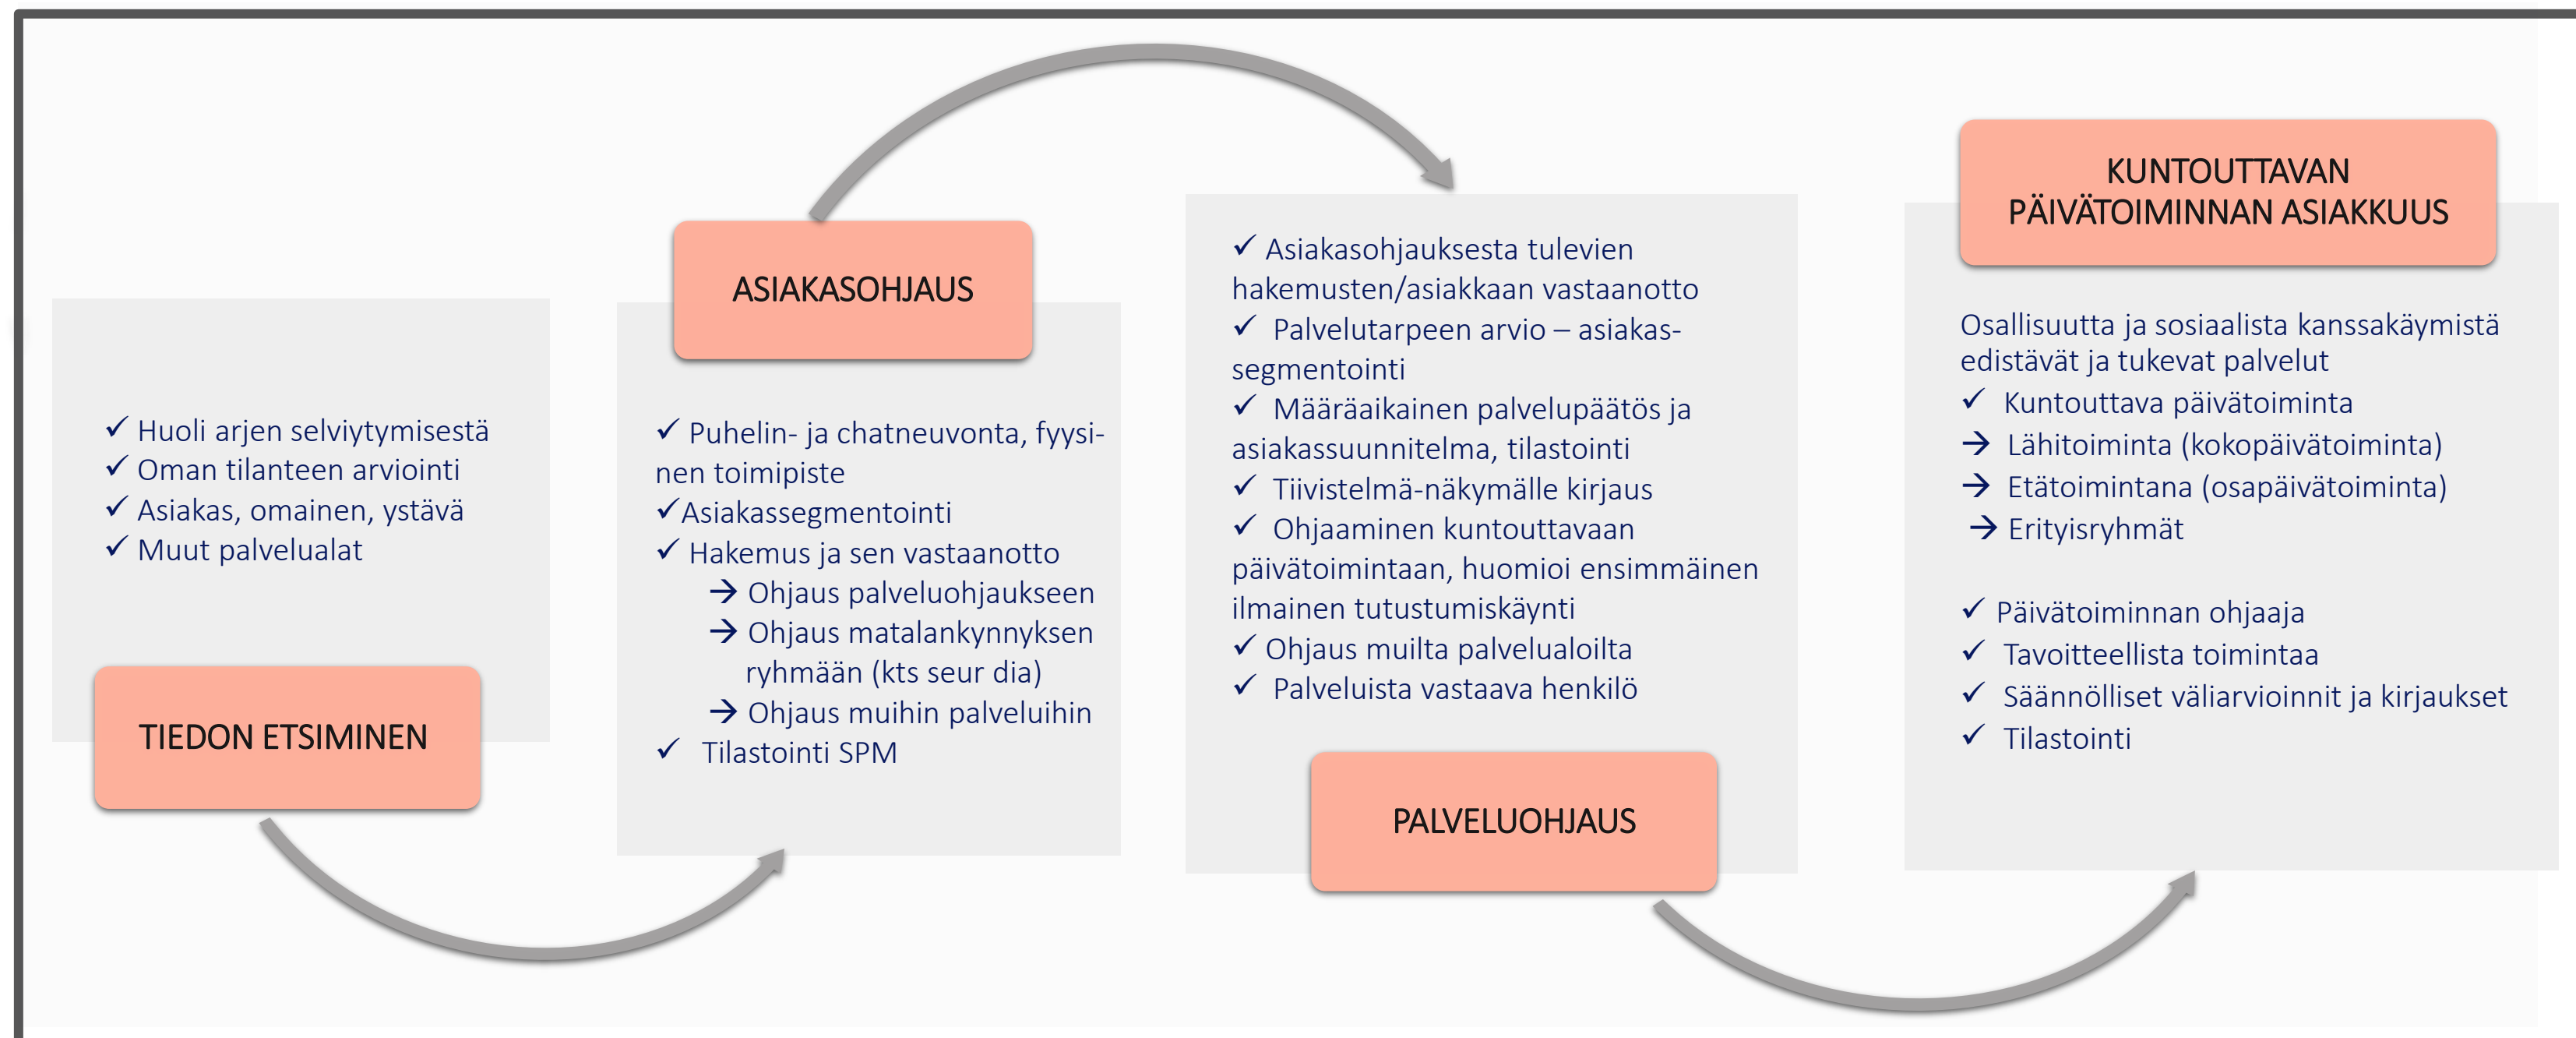 ✓ Huoli arjen selviytymisestä
✓ Oman tilanteen arviointi
✓ Asiakas, omainen, ystävä
✓ Muut palvelualat
TIEDON ETSIMINEN
ASIAKASOHJAUS
✓ Puhelin- ja chatneuvonta, fyysi-
nen toimipiste
✓Asiakassegmentointi
✓ Hakemus ja sen vastaanotto
→ Ohjaus palveluohjaukseen
→ Ohjaus matalankynnyksen
ryhmään (kts seur dia)
→ Ohjaus muihin palveluihin
✓ Tilastointi SPM
✓ Asiakasohjauksesta tulevien
hakemusten/asiakkaan vastaanotto
✓ Palvelutarpeen arvio – asiakas-
segmentointi
✓ Määräaikainen palvelupäätös ja
asiakassuunnitelma, tilastointi
✓ Tiivistelmä-näkymälle kirjaus
✓ Ohjaaminen kuntouttavaan
päivätoimintaan, huomioi ensimmäinen
ilmainen tutustumiskäynti
✓ Ohjaus muilta palvelualoilta
✓ Palveluista vastaava henkilö
PALVELUOHJAUS
KUNTOUTTAVAN
PÄIVÄTOIMINNAN ASIAKKUUS
Osallisuutta ja sosiaalista kanssakäymistä
edistävät ja tukevat palvelut
✓ Kuntouttava päivätoiminta
→ Lähitoiminta (kokopäivätoiminta)
→ Etätoimintana (osapäivätoiminta)
→ Erityisryhmät
✓ Päivätoiminnan ohjaaja
✓ Tavoitteellista toimintaa
✓ Säännölliset väliarvioinnit ja kirjaukset
✓ Tilastointi